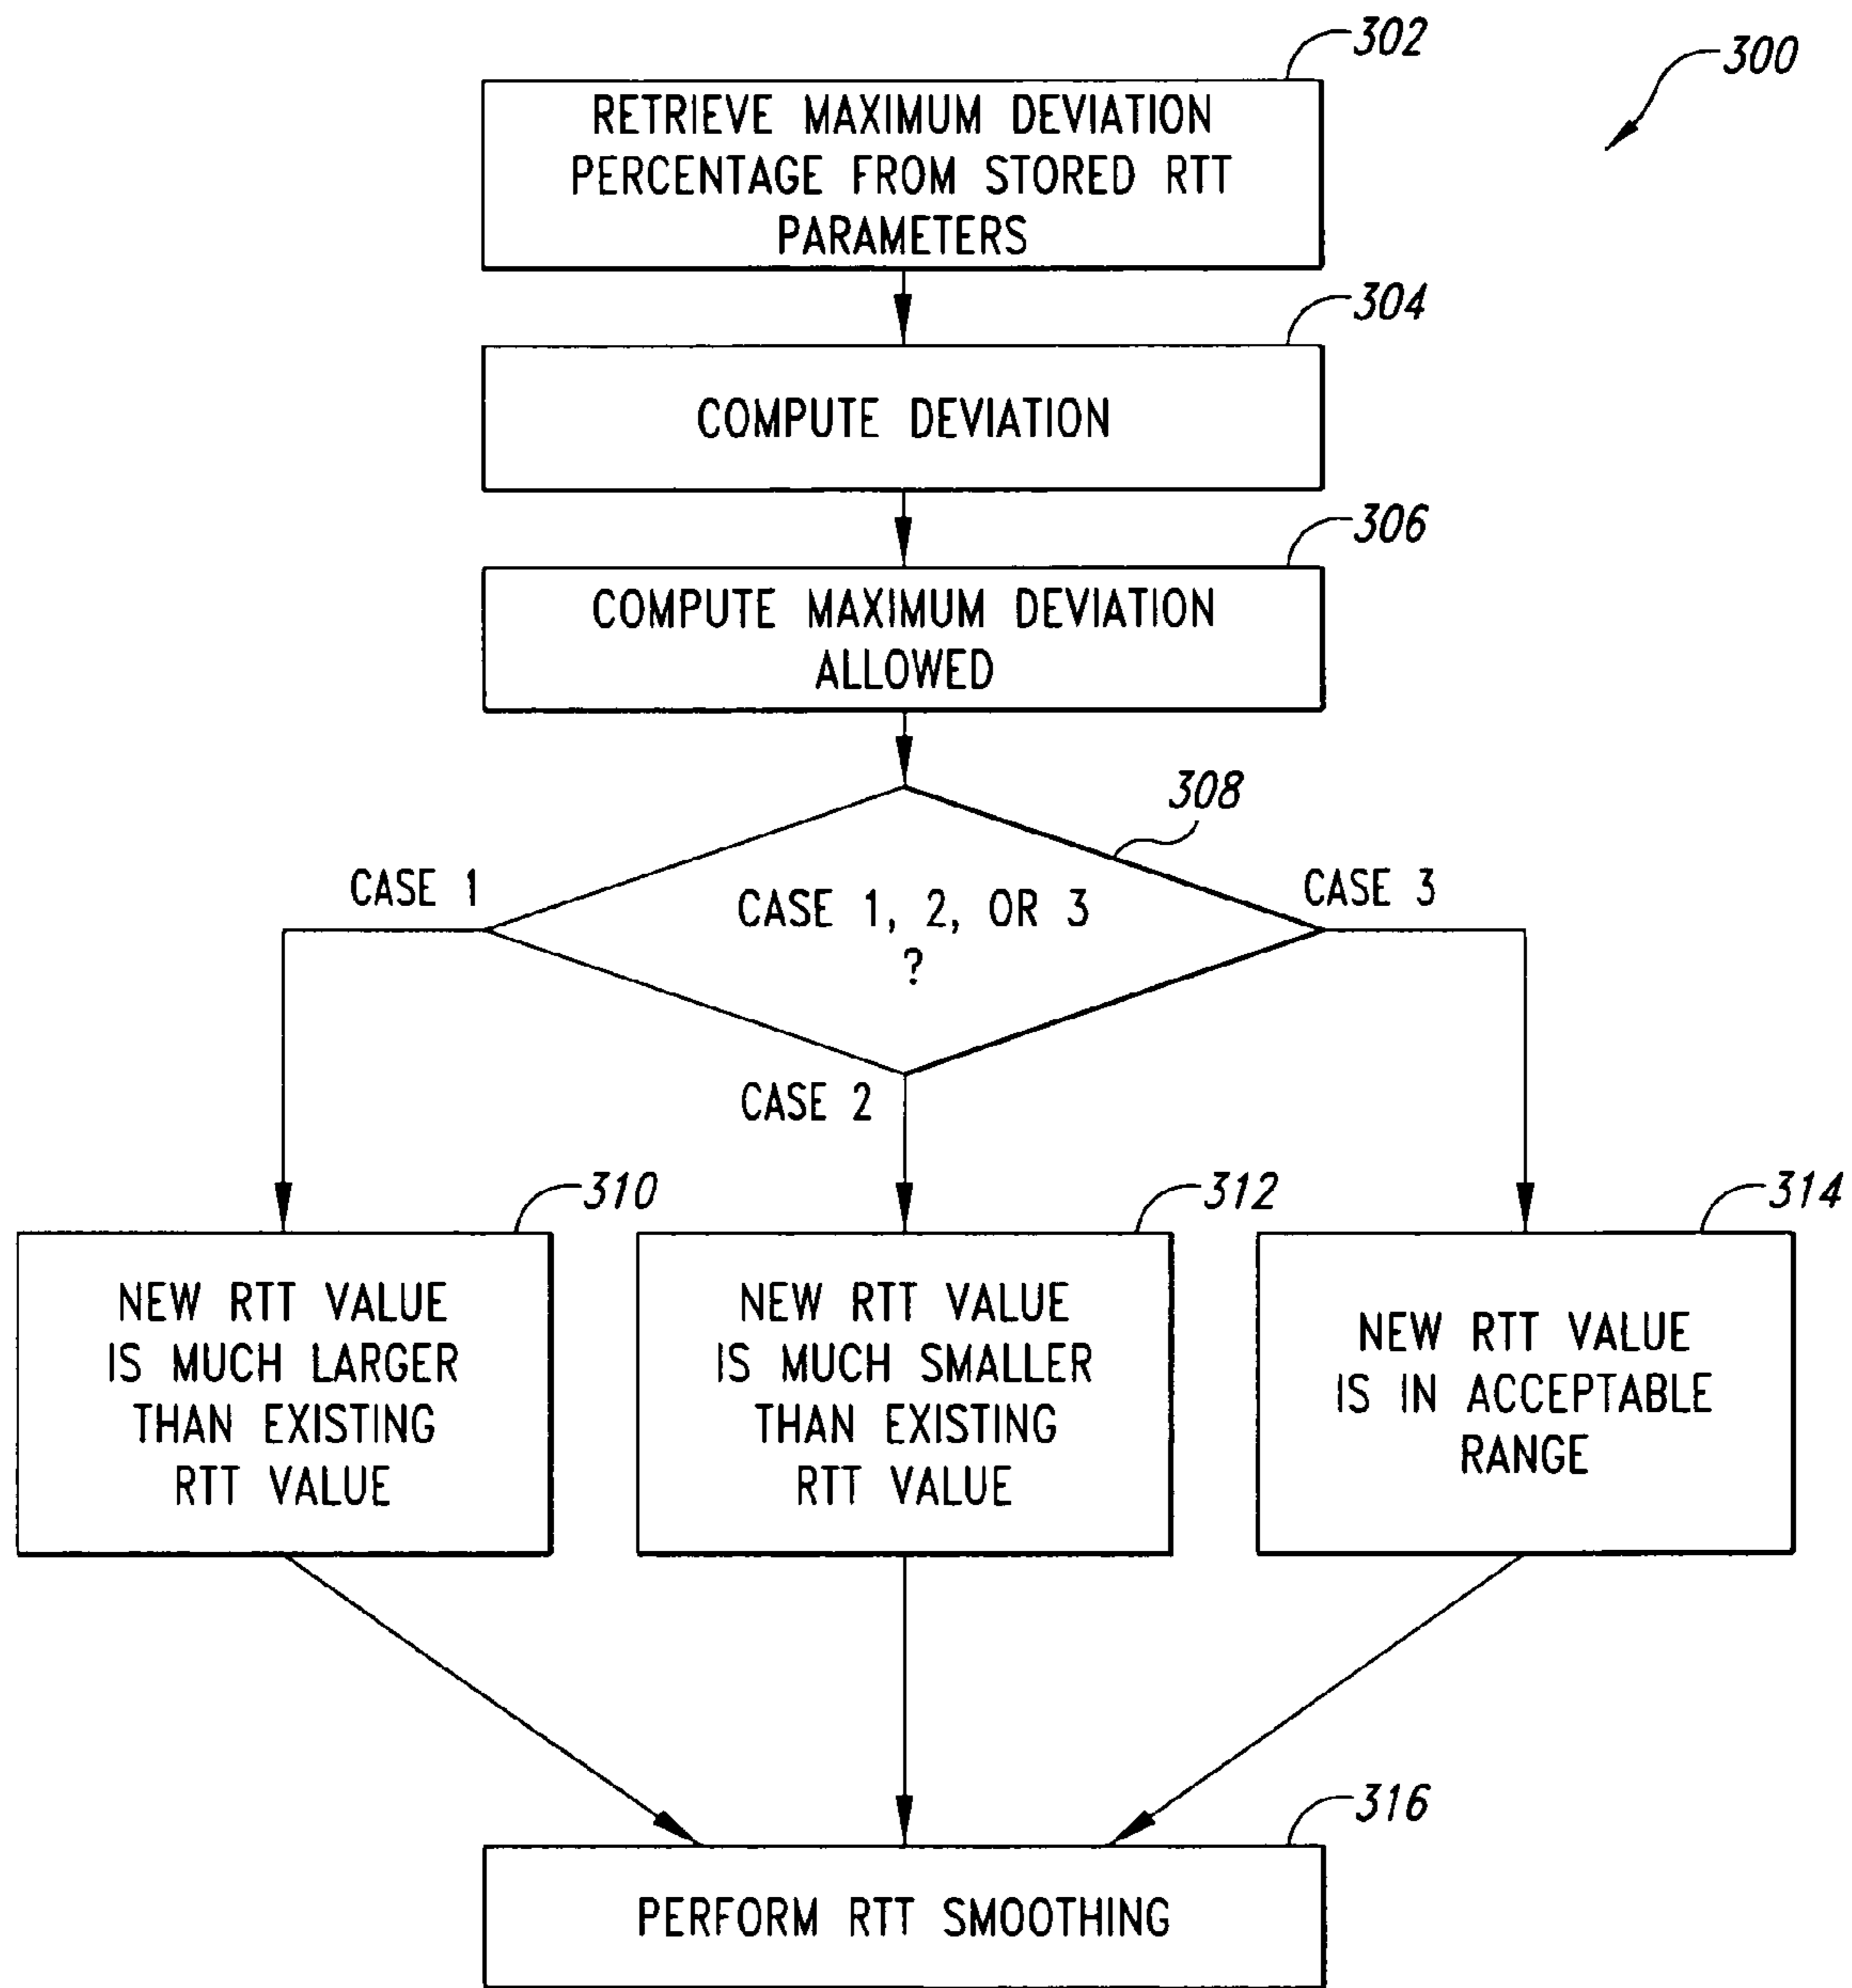 302
300
RETRIEVE MAXIMUM DEVIATION
PERCENTAGE FROM STORED RTT
PARAMETERS
304
COMPUTE DEVIATION
306
COMPUTE MAXIMUM DEVIATION
ALLOWED
308
CASE 1
CASE 1, 2, OR 3
?
CASE 3
CASE 2
310
NEW RTT VALUE
IS MUCH LARGER
THAN EXISTING
RTT VALUE
312
NEW RTT VALUE
IS MUCH SMALLER
THAN EXISTING
RTT VALUE
314
NEW RTT VALUE
IS IN ACCEPTABLE
RANGE
316
PERFORM RTT SMOOTHING